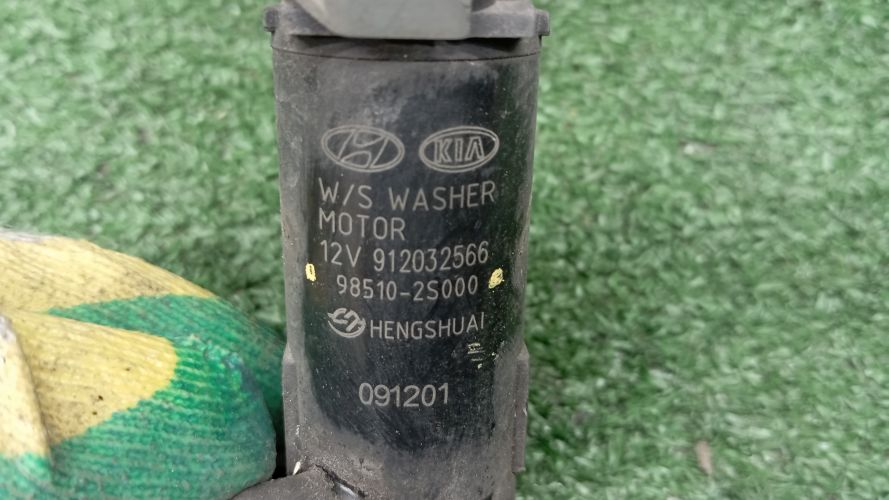 KIA
W/S WASHER
MOTOR
12V 912032566
98510-2S000
HENGSHUAI
091201